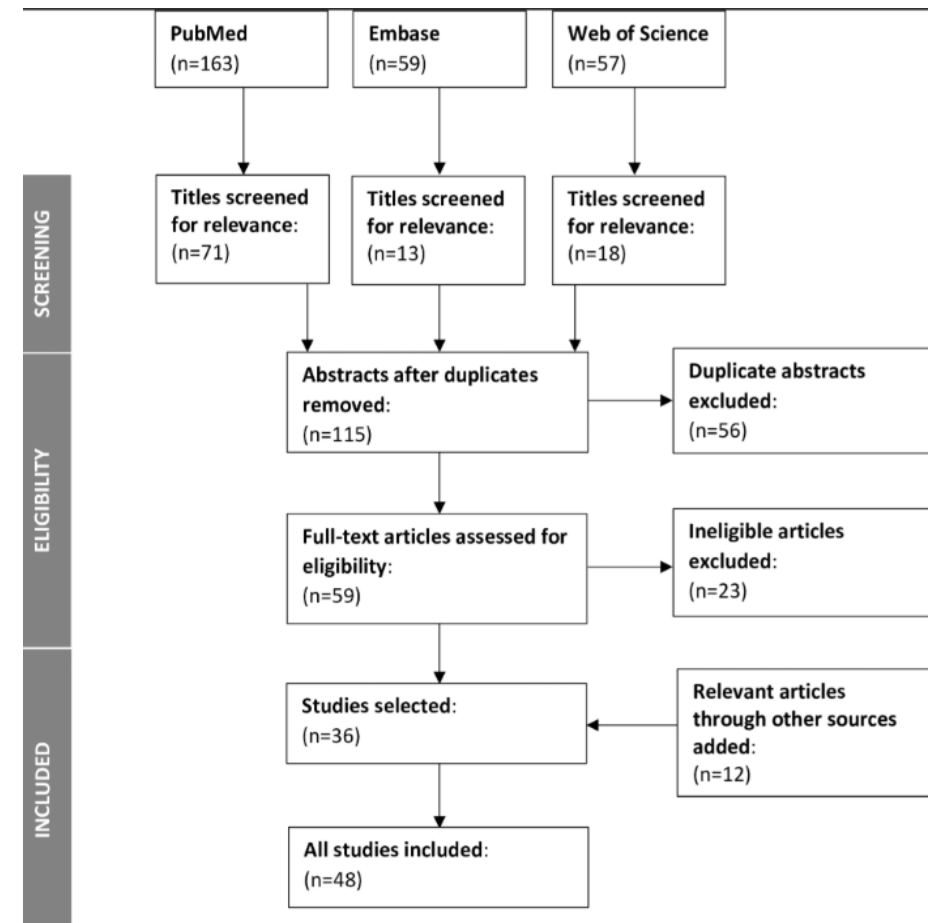 PubMed
(n=163)
Embase
(n=59)
Web of Science
(n=57)
SCREENING
Titles screened
for relevance:
(n=71)
Titles screened
for relevance:
(n=13)
Titles screened
for relevance:
(n=18)
ELIGIBILITY
Abstracts after duplicates
removed:
(n=115)
Duplicate abstracts
excluded:
(n=56)
Full-text articles assessed for
eligibility:
(n=59)
Ineligible articles
excluded:
(n=23)
INCLUDED
Studies selected:
(n=36)
Relevant articles
through other sources
added:
(n=12)
All studies included:
(n=48)